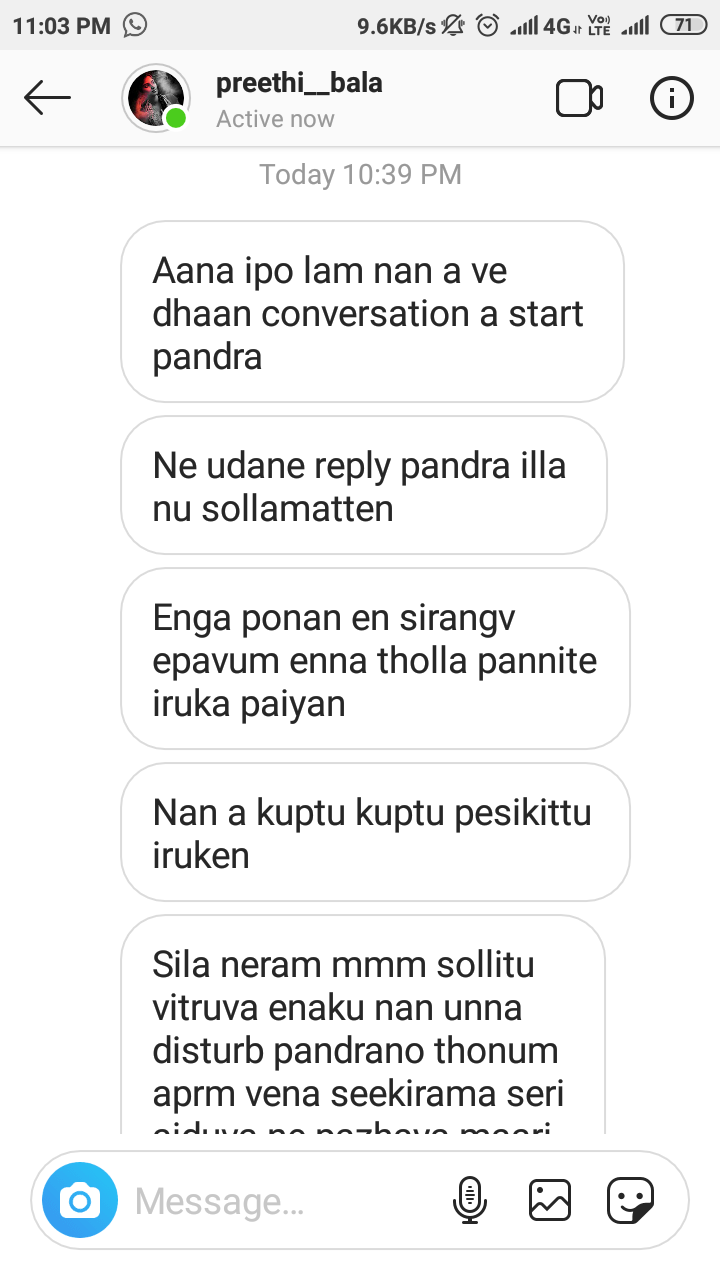 11:03 PM 9.6KB/s 4G VoLTE 71
preethi__bala
Active now
Today 10:39 PM
Aana ipo lam nan a ve
dhaan conversation a start
pandra
Ne udane reply pandra illa
nu sollamatten
Enga ponan en sirangv
epavum enna tholla pannite
iruka paiyan
Nan a kuptu kuptu pesikittu
iruken
Sila neram mmm sollitu
vitruva enaku nan unna
disturb pandrano thonum
aprm vena seekirama seri
Message...